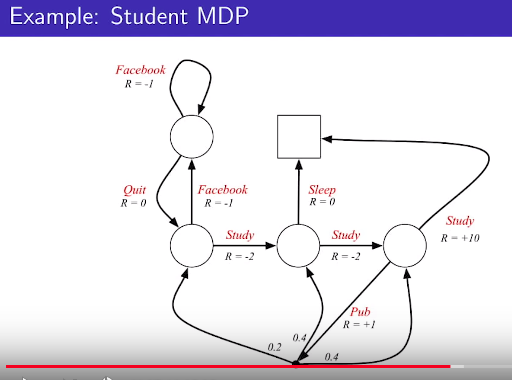 Example: Student MDP
Facebook
R = -1
Quit
R = 0
Facebook
R = -1
Sleep
R = 0
Study
R = -2
Study
R = -2
Study
R = +10
Pub
R = +1
0.2
0.4
0.4